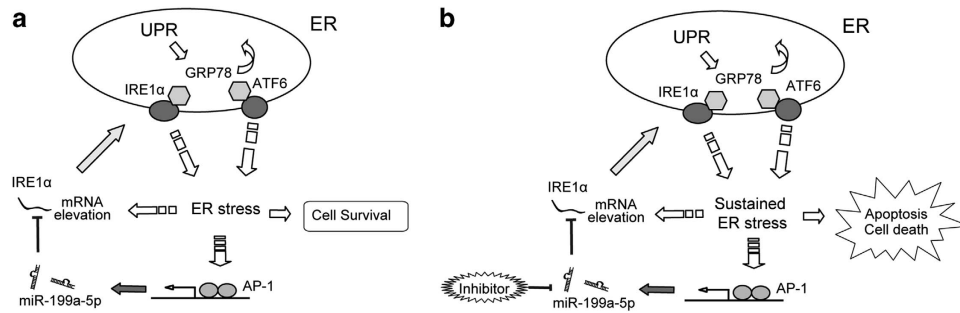 a
ER
UPR
GRP78
IRE1α
ATF6
IRE1α
mRNA
elevation
ER stress
Cell Survival
miR-199a-5p
AP-1
b
ER
UPR
GRP78
IRE1α
ATF6
IRE1α
mRNA
elevation
Sustained
ER stress
Apoptosis
Cell death
Inhibitor
miR-199a-5p
AP-1